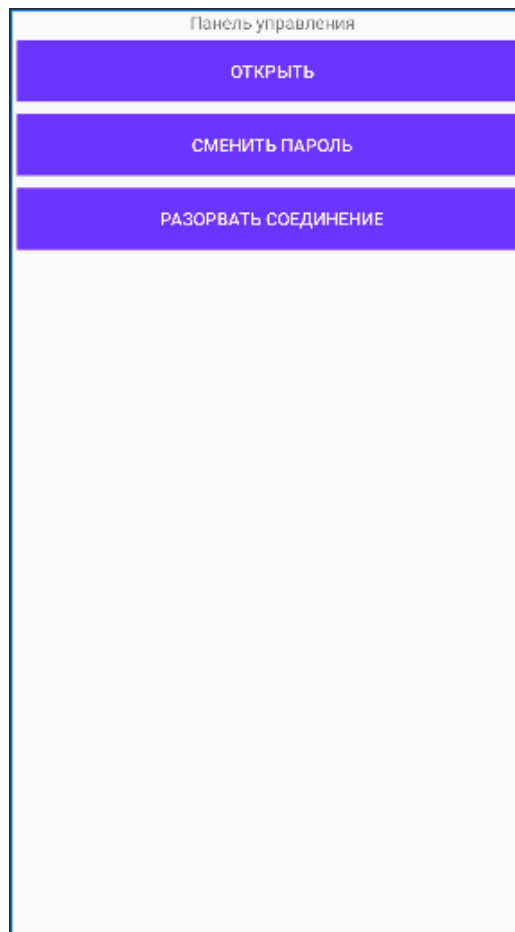 Панель управления
ОТКРЫТЬ
СМЕНИТЬ ПАРОЛЬ
РАЗОРВАТЬ СОЕДИНЕНИЕ